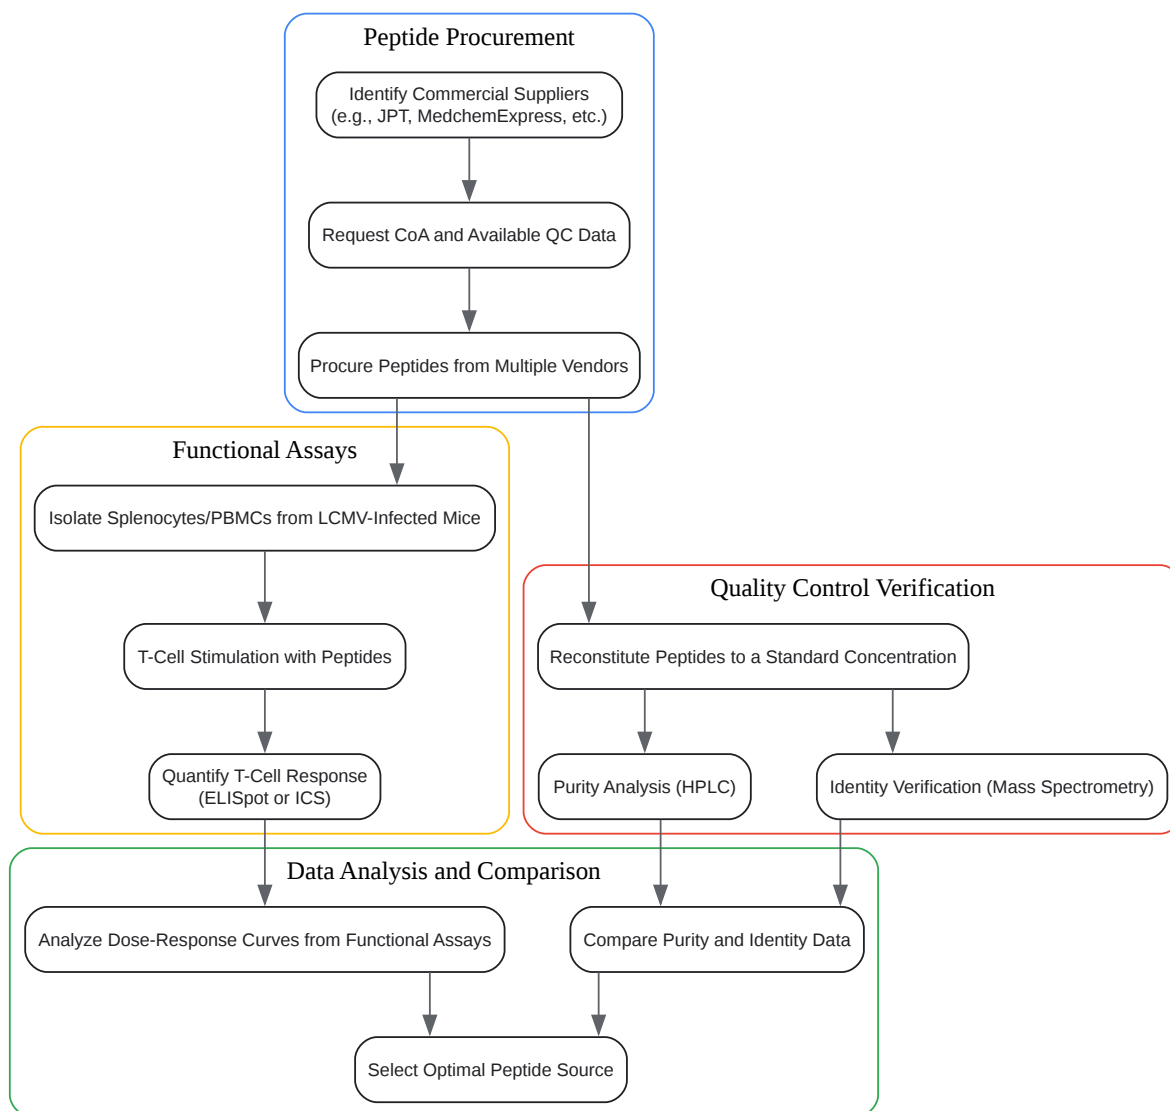 Peptide Procurement
Identify Commercial Suppliers
(e.g., JPT, MedchemExpress, etc.)
Request CoA and Available QC Data
Procure Peptides from Multiple Vendors
Functional Assays
Isolate Splenocytes/PBMCs from LCMV-Infected Mice
T-Cell Stimulation with Peptides
Quantify T-Cell Response
(ELISpot or ICS)
Quality Control Verification
Reconstitute Peptides to a Standard Concentration
Purity Analysis (HPLC)
Identity Verification (Mass Spectrometry)
Data Analysis and Comparison
Analyze Dose-Response Curves from Functional Assays
Compare Purity and Identity Data
Select Optimal Peptide Source